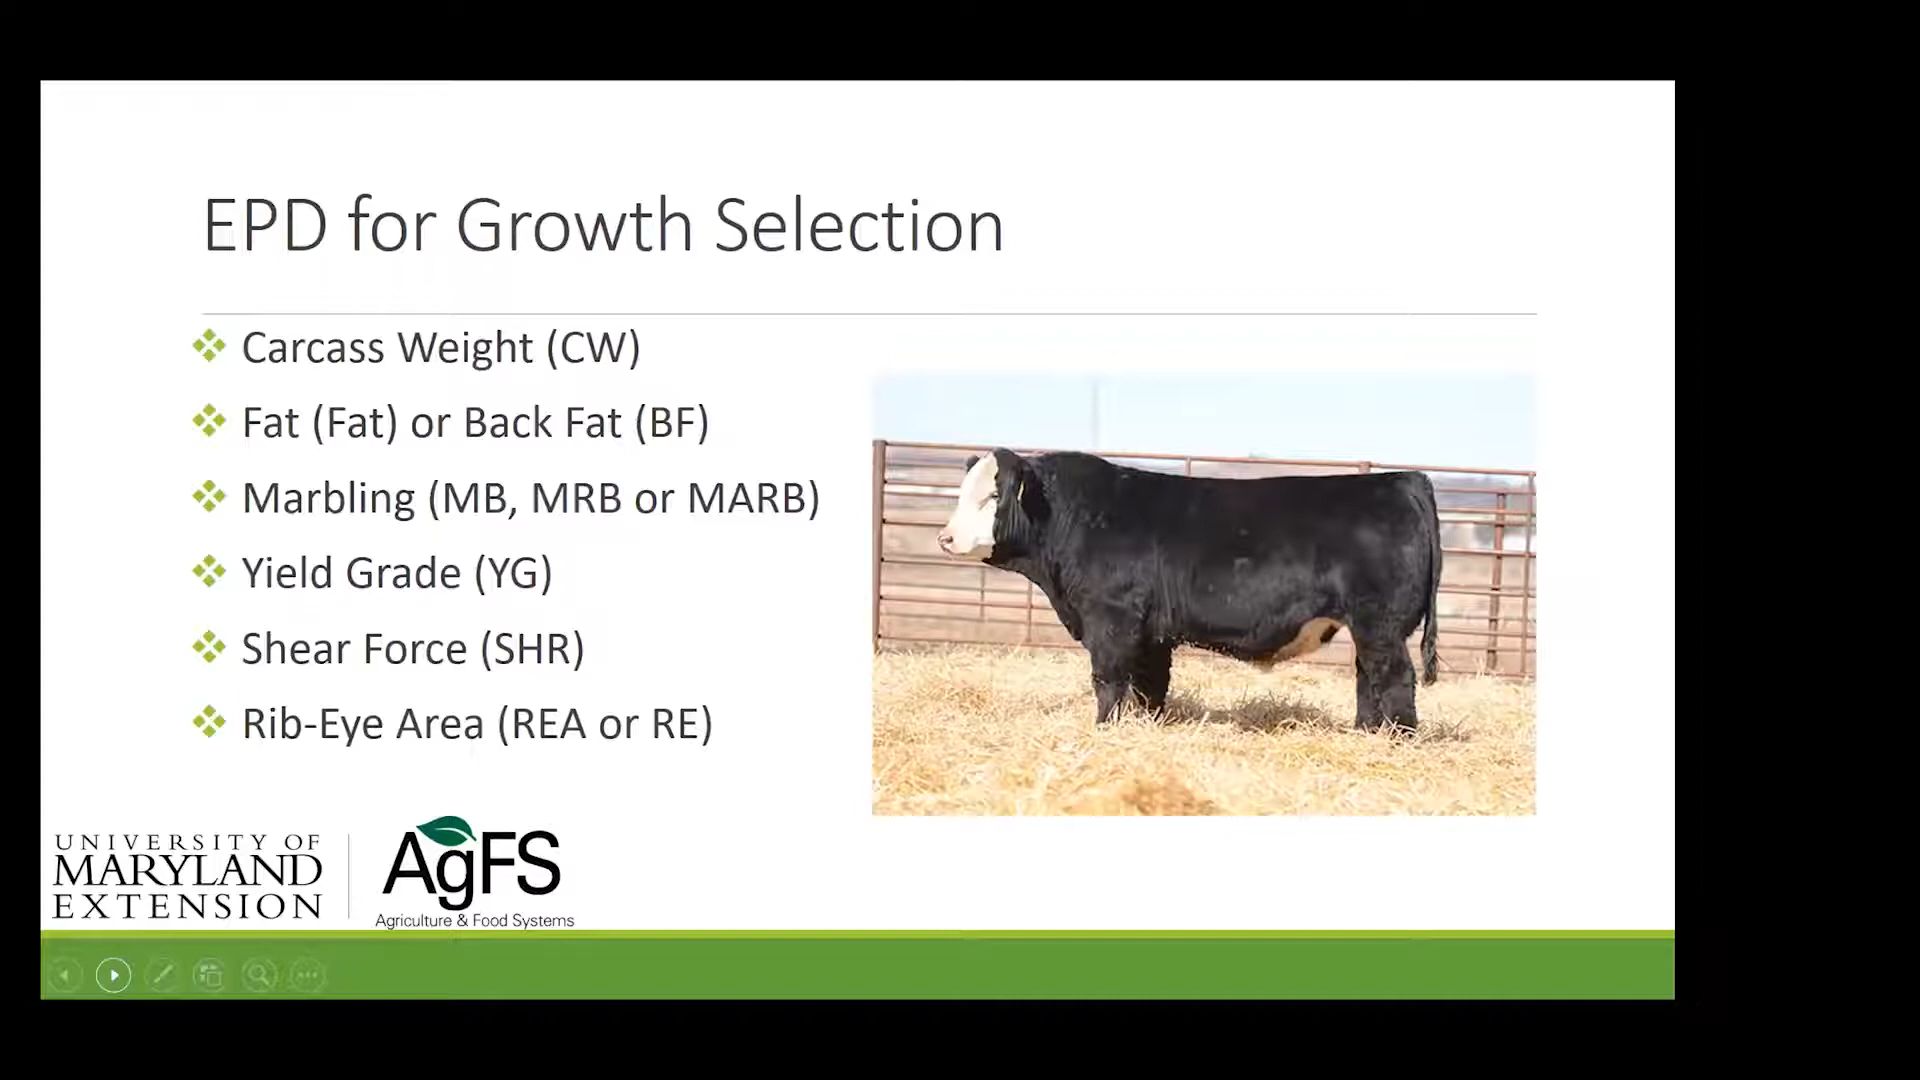 EPD for Growth Selection
Carcass Weight (CW)
Fat (Fat) or Back Fat (BF)
Marbling (MB, MRB or MARB)
Yield Grade (YG)
Shear Force (SHR)
Rib-Eye Area (REA or RE)
UNIVERSITY OF
MARYLAND
EXTENSION
AgFS
Agriculture & Food Systems